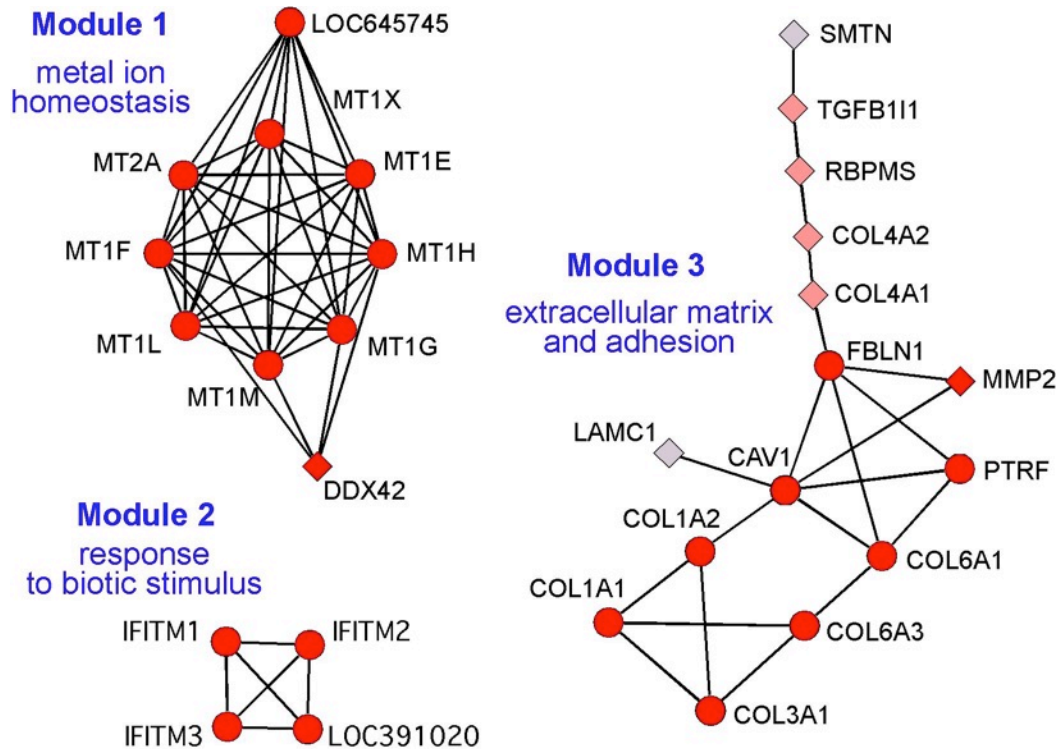 Module 1
metal ion
homeostasis
LOC645745
MT1X
MT2A
MT1E
MT1F
MT1H
MT1L
MT1G
MT1M
DDX42
Module 2
response
to biotic stimulus
IFITM1
IFITM2
IFITM3
LOC391020
Module 3
extracellular matrix
and adhesion
SMTN
TGFB1I1
RBPMS
COL4A2
COL4A1
FBLN1
MMP2
LAMC1
CAV1
PTRF
COL1A2
COL6A1
COL1A1
COL6A3
COL3A1